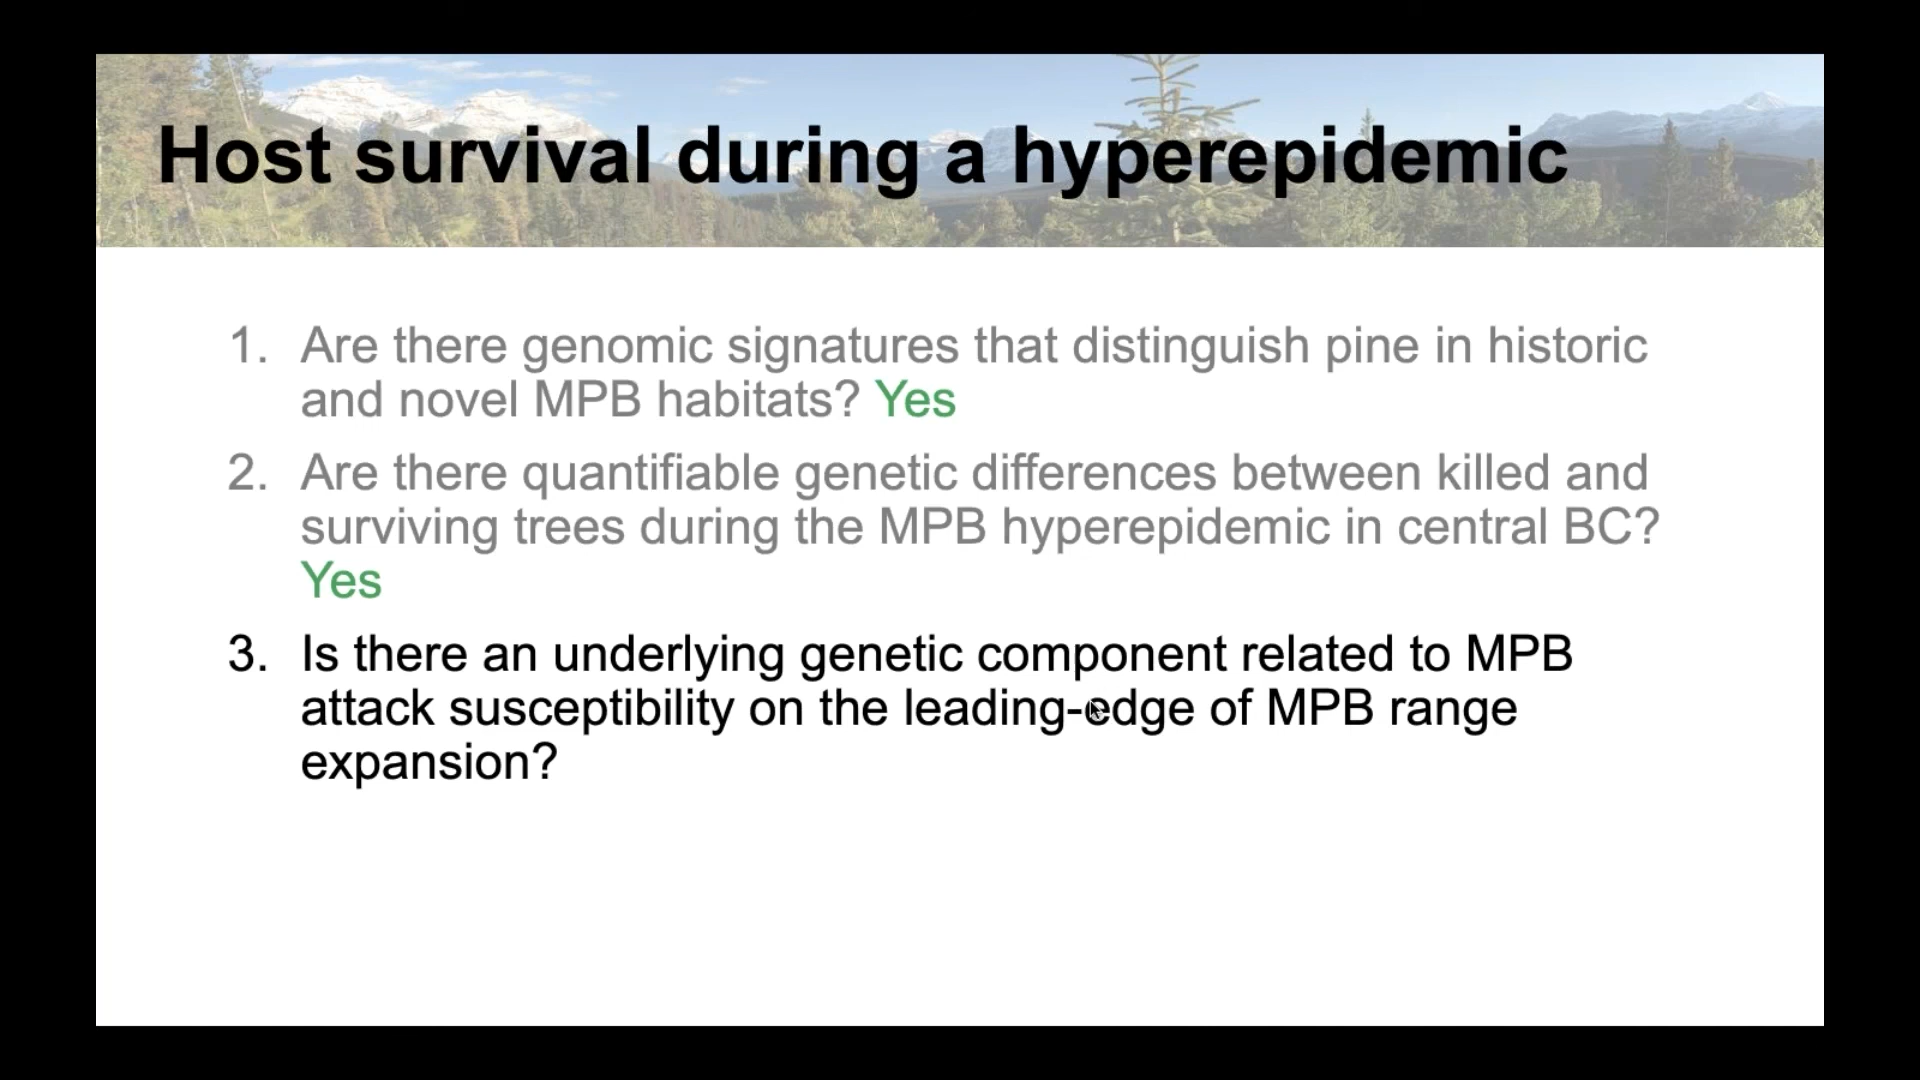 Host survival during a hyperepidemic
1. Are there genomic signatures that distinguish pine in historic
and novel MPB habitats? Yes
2. Are there quantifiable genetic differences between killed and
surviving trees during the MPB hyperepidemic in central BC?
Yes
3. Is there an underlying genetic component related to MPB
attack susceptibility on the leading-edge of MPB range
expansion?